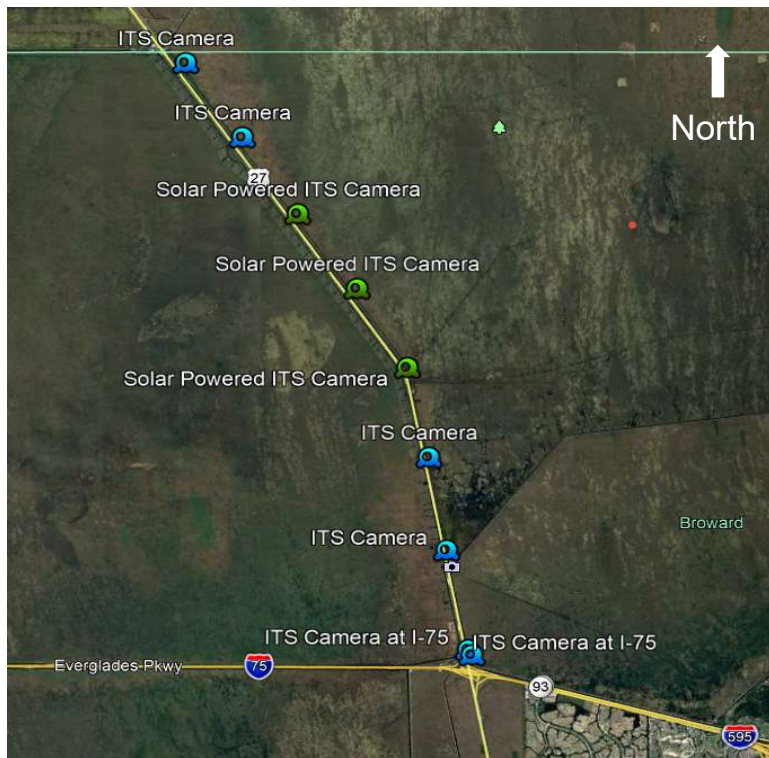 ITS Camera
North
ITS Camera
27
Solar Powered ITS Camera
Solar Powered ITS Camera
Solar Powered ITS Camera
ITS Camera
Broward
ITS Camera
ITS Camera at I-75
ITS Camera at I-75
Everglades Pkwy
75
93
595